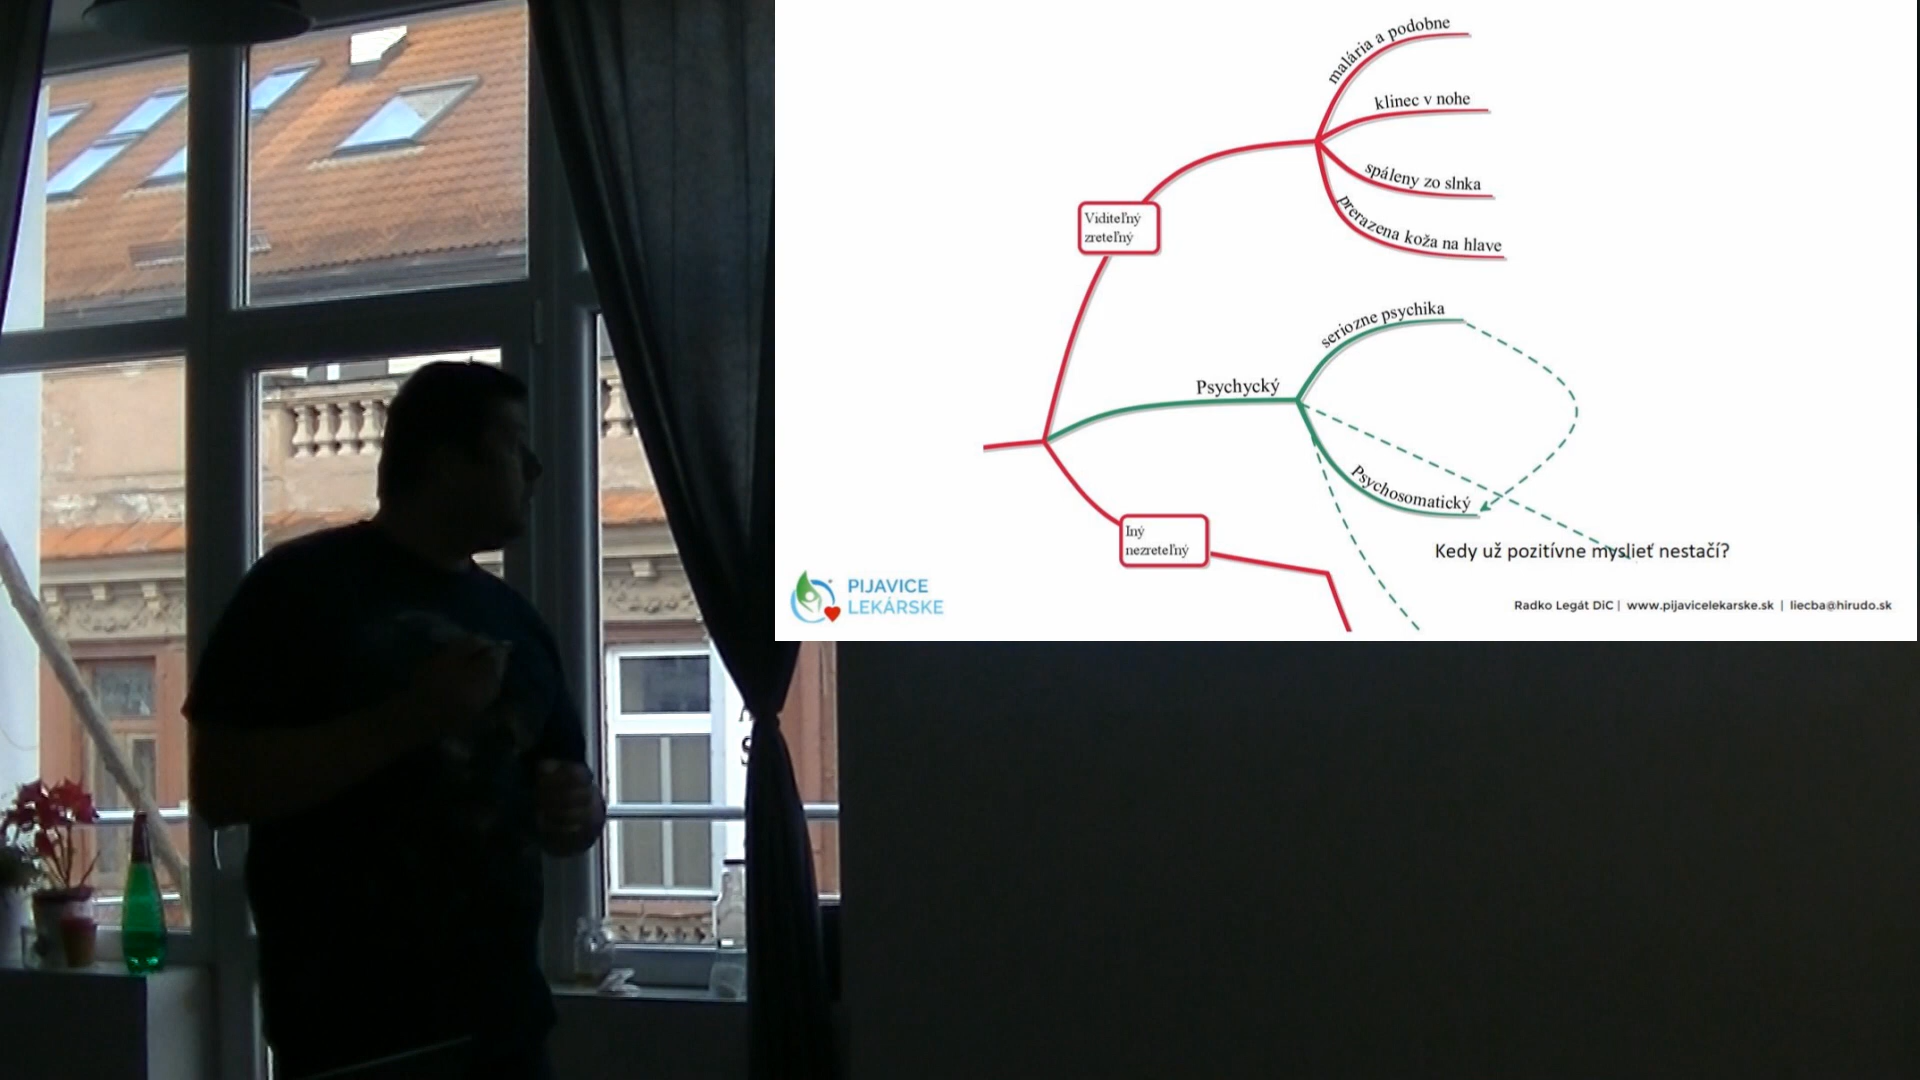 malária a podobne
klinec v nohe
spáleny zo slnka
prerazena koža na hlave
Viditeľný
zreteľný
seriozne psychika
Psychycký
Psychosomatický
Iný
nezreteľný
Kedy už pozitívne myslieť nestačí?
PIJAVICE
LEKÁRSKE
Radko Legát DiC | www.pijavicelekarske.sk | liecba@hirudo.sk